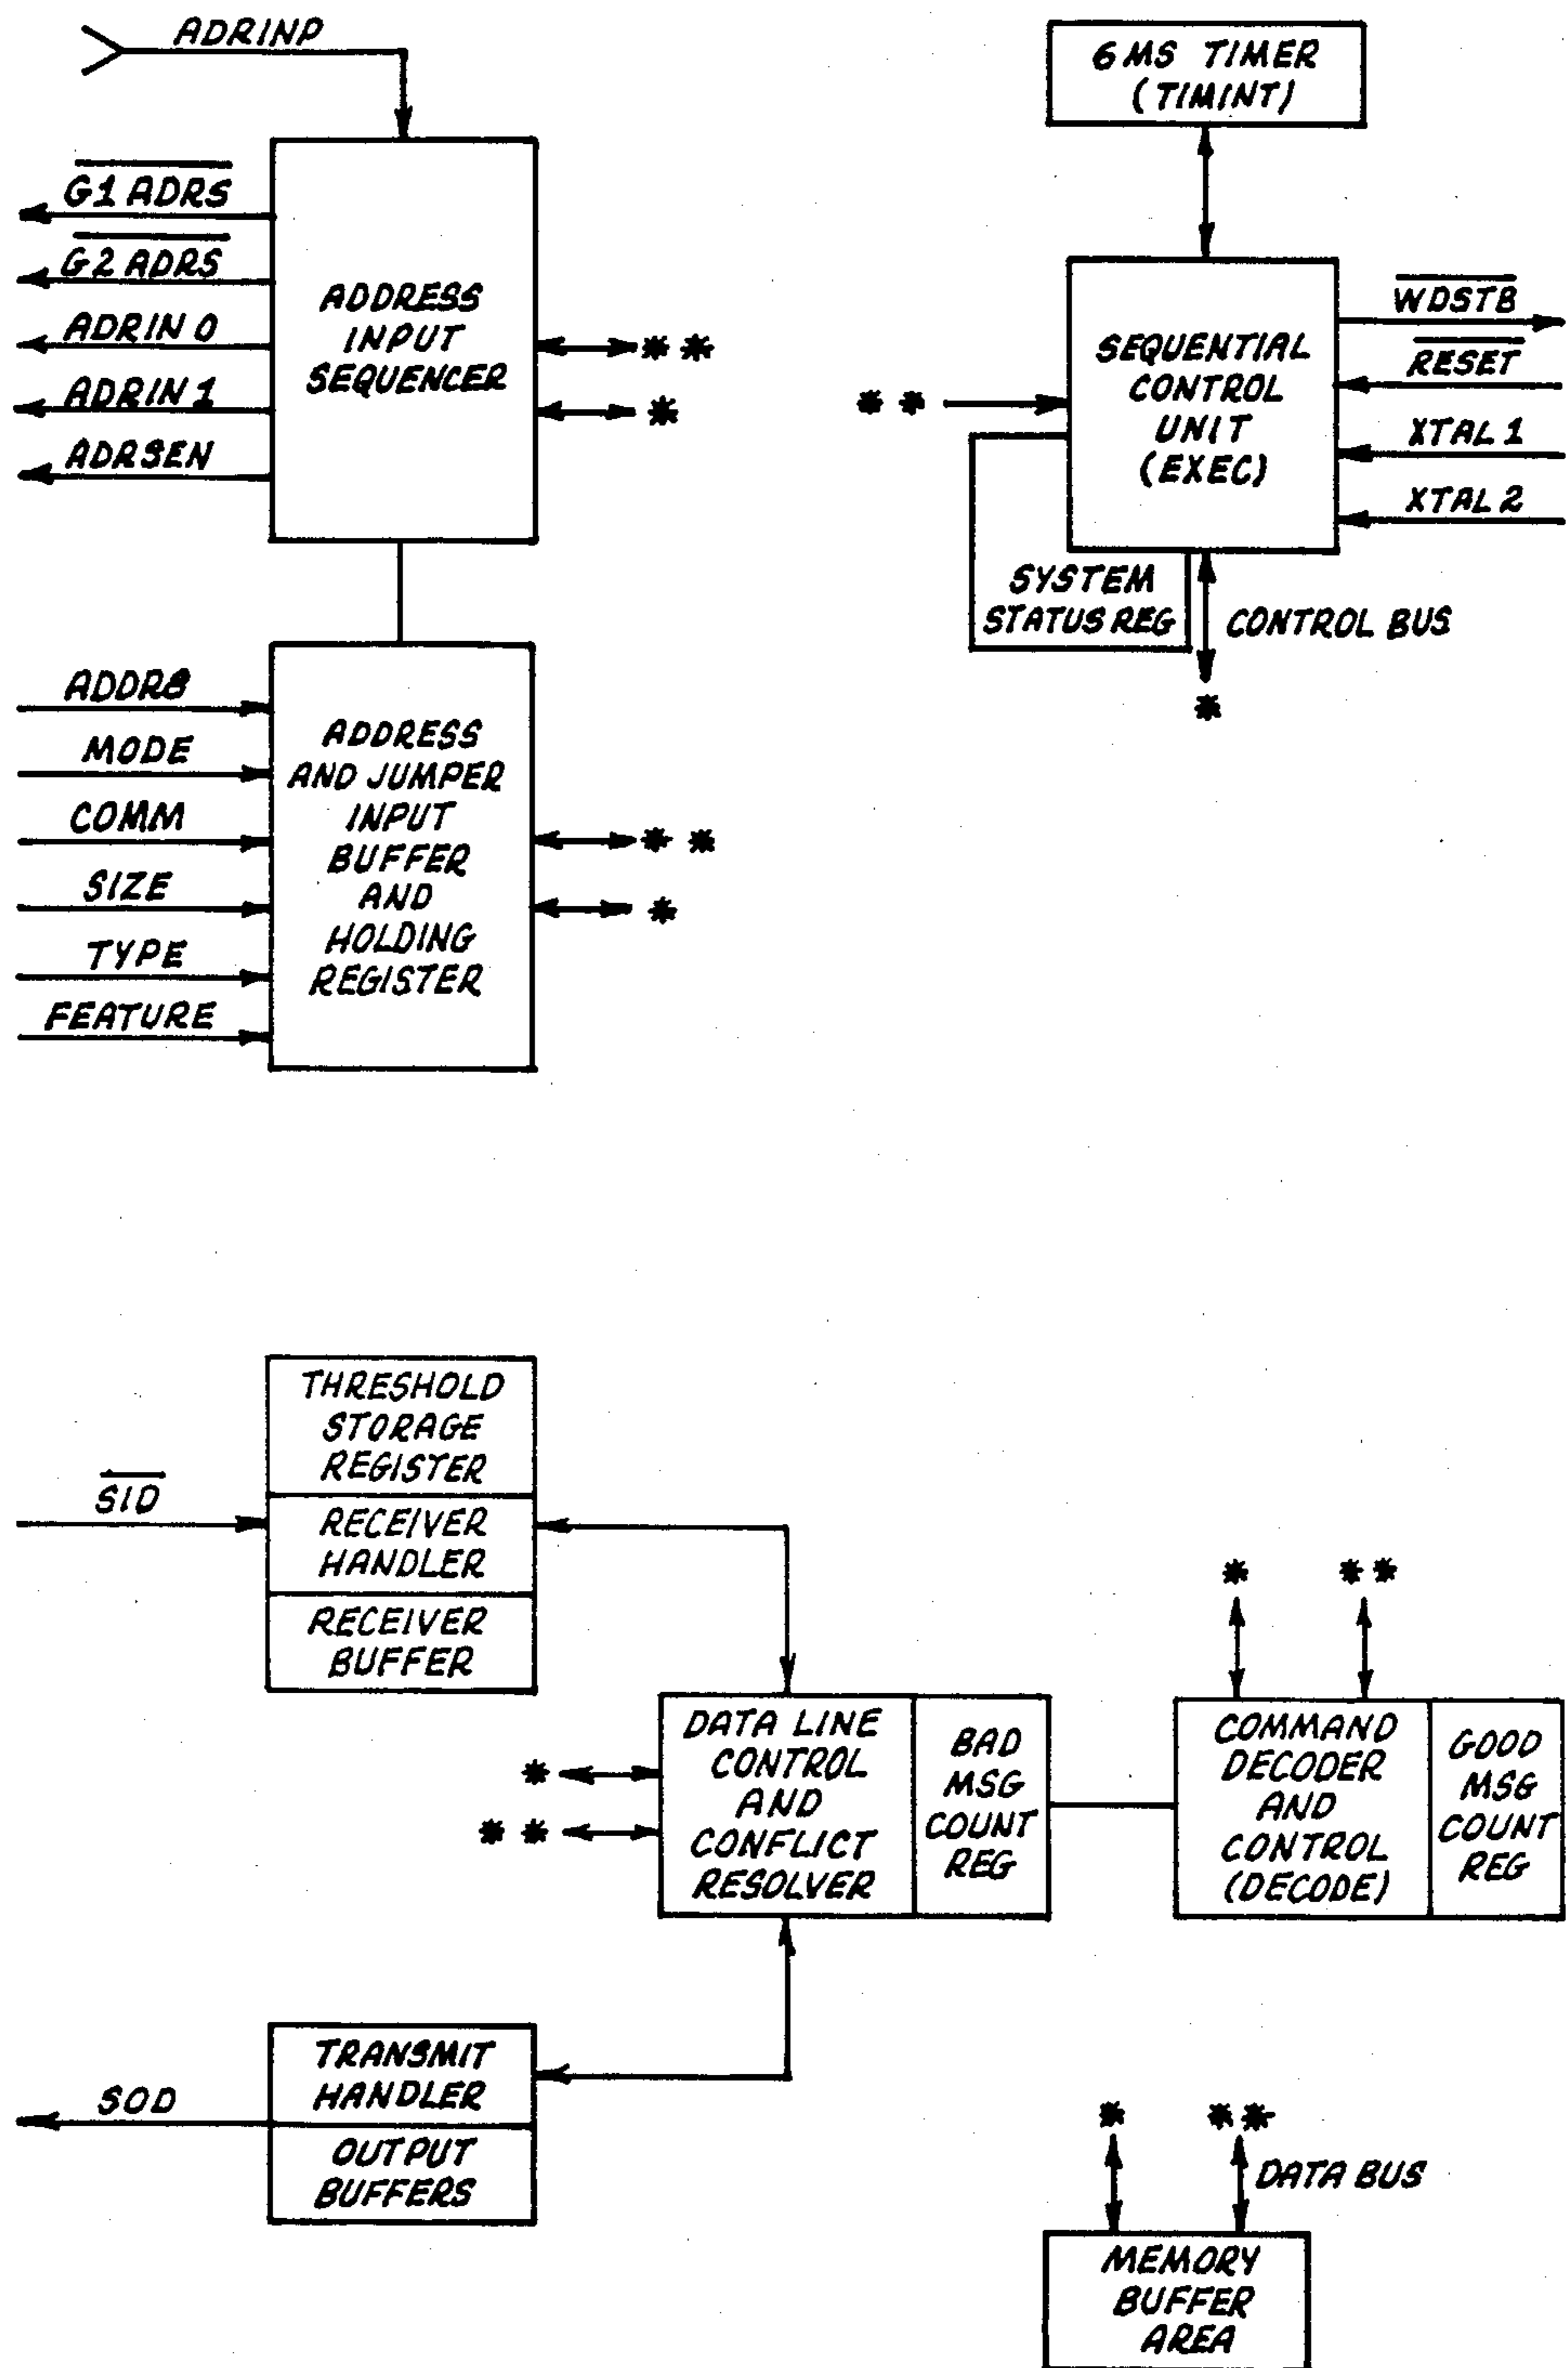 ADRINP
G1 ADRS
G2 ADRS
ADRIN 0
ADRIN 1
ADRSEN
ADDRESS
INPUT
SEQUENCER
* *
*
6 MS TIMER
(TIMINT)
SEQUENTIAL
CONTROL
UNIT
(EXEC)
* *
WDSTB
RESET
XTAL 1
XTAL 2
SYSTEM
STATUS REG
CONTROL BUS
*
ADDR8
MODE
COMM
SIZE
TYPE
FEATURE
ADDRESS
AND JUMPER
INPUT
BUFFER
AND
HOLDING
REGISTER
* *
*
THRESHOLD
STORAGE
REGISTER
SID
RECEIVER
HANDLER
RECEIVER
BUFFER
*
* *
DATA LINE
CONTROL
AND
CONFLICT
RESOLVER
BAD
MSG
COUNT
REG
*
**
COMMAND
DECODER
AND
CONTROL
(DECODE)
GOOD
MSG
COUNT
REG
SOD
TRANSMIT
HANDLER
OUTPUT
BUFFERS
*
**
DATA BUS
MEMORY
BUFFER
AREA